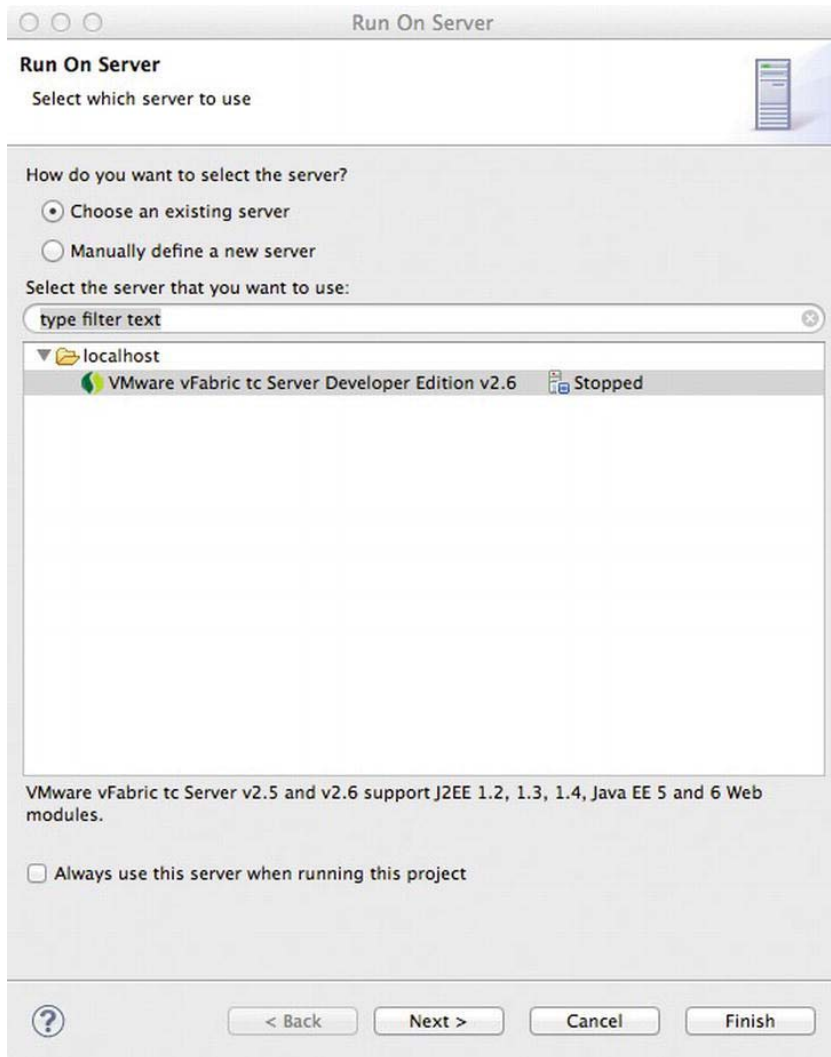 Run On Server
Run On Server
Select which server to use
How do you want to select the server?
Choose an existing server
Manually define a new server
Select the server that you want to use:
type filter text
localhost
VMware vFabric tc Server Developer Edition v2.6 Stopped
VMware vFabric tc Server v2.5 and v2.6 support J2EE 1.2, 1.3, 1.4, Java EE 5 and 6 Web
modules.
Always use this server when running this project
? < Back Next > Cancel Finish